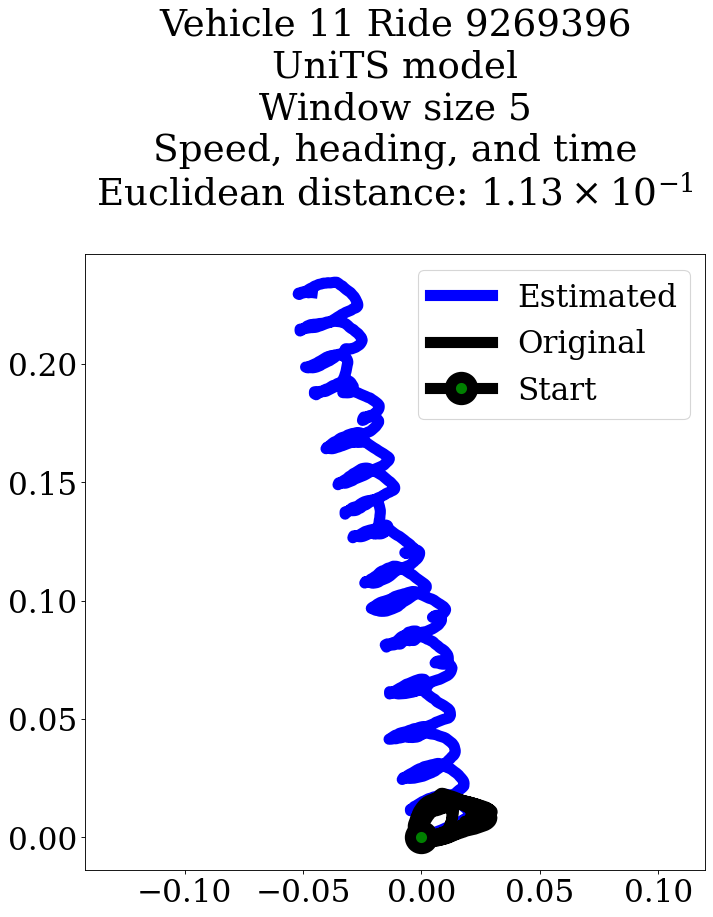 Vehicle 11 Ride 9269396
UniTS model
Window size 5
Speed, heading, and time
Euclidean distance: 1.13 × 10⁻¹
Estimated
Original
Start
0.20
0.15
0.10
0.05
0.00
−0.10 −0.05 0.00 0.05 0.10